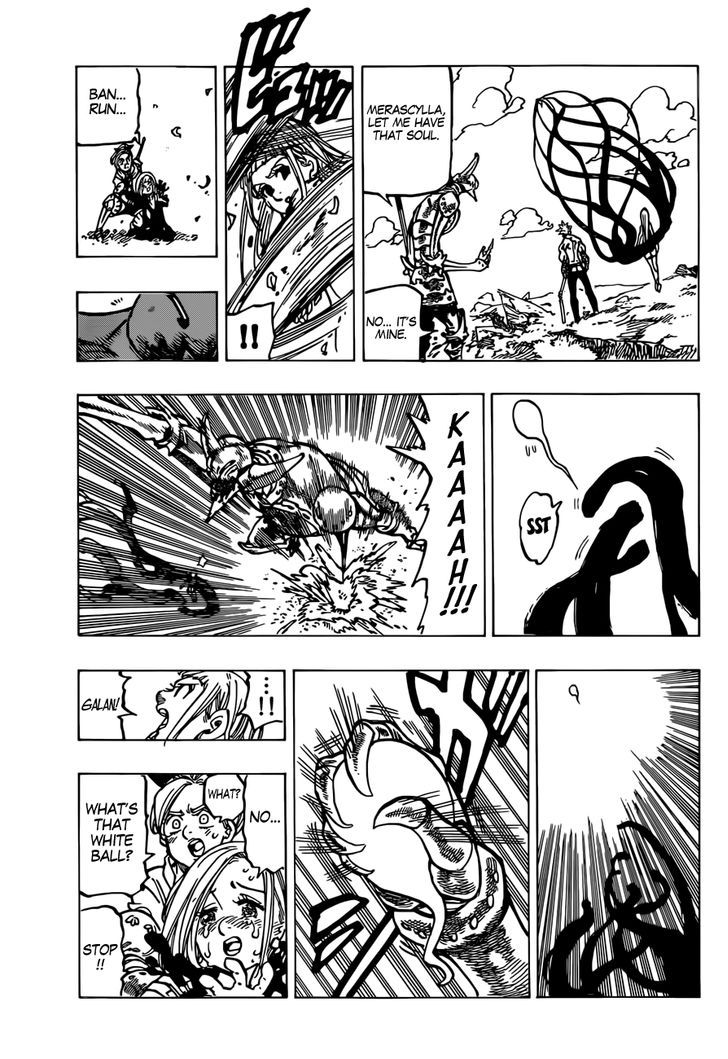 MERASCYLLA,
LET ME HAVE
THAT SOUL.
NO... IT'S
MINE.
!!
BAN...
RUN...
SST
KAAAAAH!!!
...!!
GALAN!
WHAT?
NO...
WHAT'S
THAT
WHITE
BALL?
STOP
!!